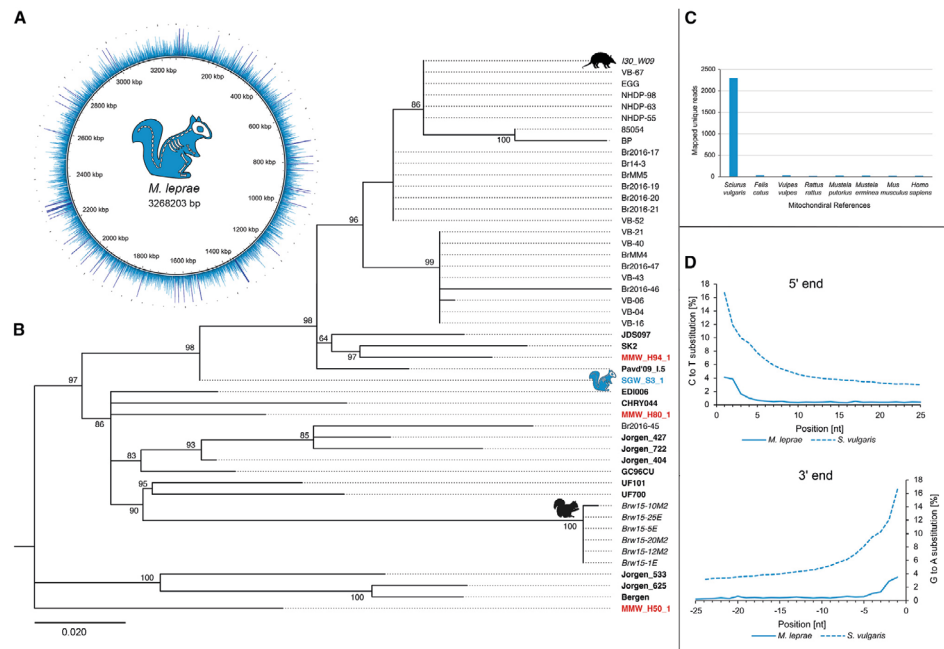 A
3200 kbp
200 kbp
400 kbp
600 kbp
800 kbp
1000 kbp
1200 kbp
1400 kbp
1600 kbp
1800 kbp
2000 kbp
2200 kbp
2400 kbp
2600 kbp
2800 kbp
3000 kbp
M. leprae
3268203 bp
B
I30_W09
VB-67
EGG
NHDP-98
NHDP-63
NHDP-55
85054
BP
Br2016-17
Br14-3
BrMM5
Br2016-19
Br2016-20
Br2016-21
VB-52
VB-21
VB-40
BrMM4
Br2016-47
VB-43
Br2016-46
VB-06
VB-04
VB-16
JDS097
SK2
MMW_H94_1
Pavd'09_I.5
SGW_S3_1
EDI006
CHRY044
MMW_H80_1
Br2016-45
Jorgen_427
Jorgen_722
Jorgen_404
GC96CU
UF101
UF700
Brw15-10M2
Brw15-25E
Brw15-5E
Brw15-20M2
Brw15-12M2
Brw15-1E
Jorgen_533
Jorgen_625
Bergen
MMW_H50_1
86
100
96
99
98
64
97
98
97
86
85
93
83
95
90
100
100
100
0.020
C
Mapped unique reads
2500
2000
1500
1000
500
0
Sciurus vulgaris
Felis catus
Vulpes vulpes
Rattus rattus
Mustela putorius
Mustela erminea
Mus musculus
Homo sapiens
Mitochondrial References
D
5' end
C to T substitution [%]
18
16
14
12
10
8
6
4
2
0
0 5 10 15 20 25
Position [nt]
M. leprae S. vulgaris
3' end
18
16
14
12
10
8
6
4
2
0
G to A substitution [%]
-25 -20 -15 -10 -5 0
Position [nt]
M. leprae S. vulgaris